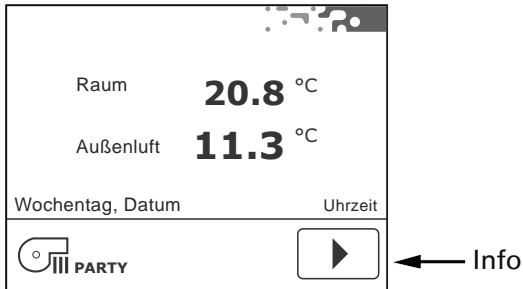 Raum 20.8 °C
Außenluft 11.3 °C
Wochentag, Datum Uhrzeit
PARTY
Info